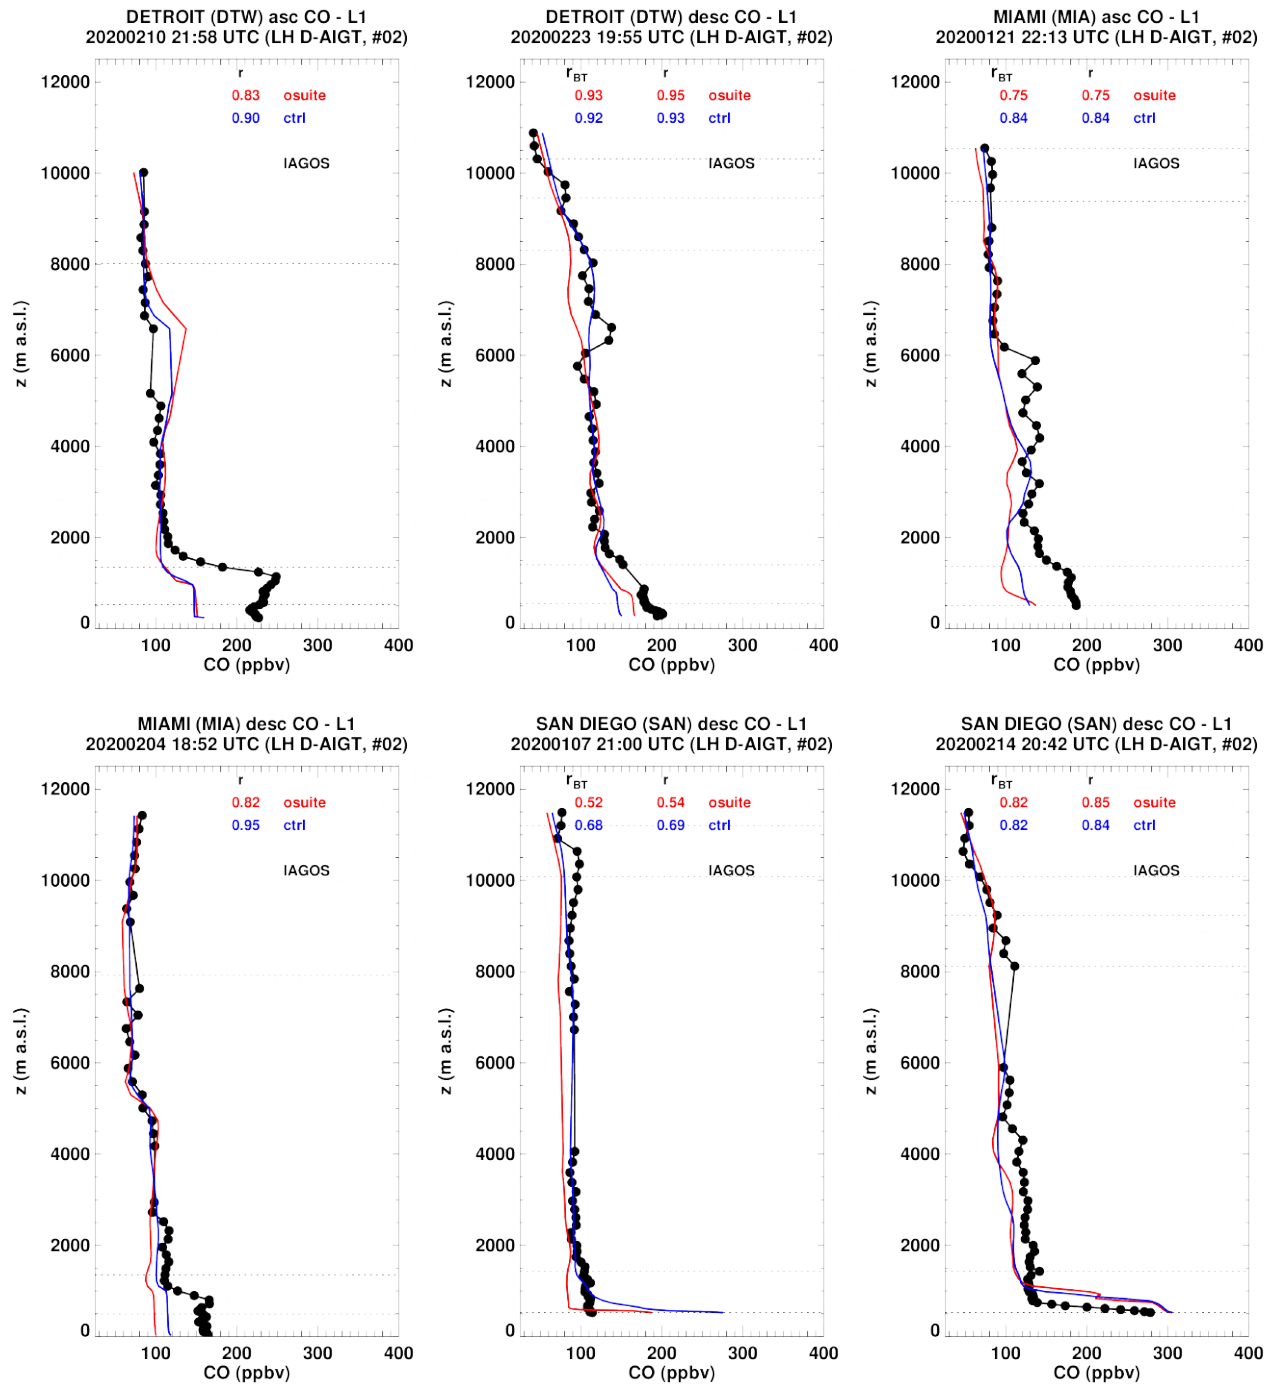 DETROIT (DTW) asc CO - L1
20200210 21:58 UTC (LH D-AIGT, #02)
r
0.83 osuite
0.90 ctrl
IAGOS
12000
10000
8000
6000
4000
2000
0
z (m a.s.l.)
100 200 300 400
CO (ppbv)
DETROIT (DTW) desc CO - L1
20200223 19:55 UTC (LH D-AIGT, #02)
rBT r
0.93 0.95 osuite
0.92 0.93 ctrl
IAGOS
12000
10000
8000
6000
4000
2000
0
z (m a.s.l.)
100 200 300 400
CO (ppbv)
MIAMI (MIA) asc CO - L1
20200121 22:13 UTC (LH D-AIGT, #02)
rBT r
0.75 0.75 osuite
0.84 0.84 ctrl
IAGOS
12000
10000
8000
6000
4000
2000
0
z (m a.s.l.)
100 200 300 400
CO (ppbv)
MIAMI (MIA) desc CO - L1
20200204 18:52 UTC (LH D-AIGT, #02)
r
0.82 osuite
0.95 ctrl
IAGOS
12000
10000
8000
6000
4000
2000
0
z (m a.s.l.)
100 200 300 400
CO (ppbv)
SAN DIEGO (SAN) desc CO - L1
20200107 21:00 UTC (LH D-AIGT, #02)
rBT r
0.52 0.54 osuite
0.68 0.69 ctrl
IAGOS
12000
10000
8000
6000
4000
2000
0
z (m a.s.l.)
100 200 300 400
CO (ppbv)
SAN DIEGO (SAN) desc CO - L1
20200214 20:42 UTC (LH D-AIGT, #02)
rBT r
0.82 0.85 osuite
0.82 0.84 ctrl
IAGOS
12000
10000
8000
6000
4000
2000
0
z (m a.s.l.)
100 200 300 400
CO (ppbv)